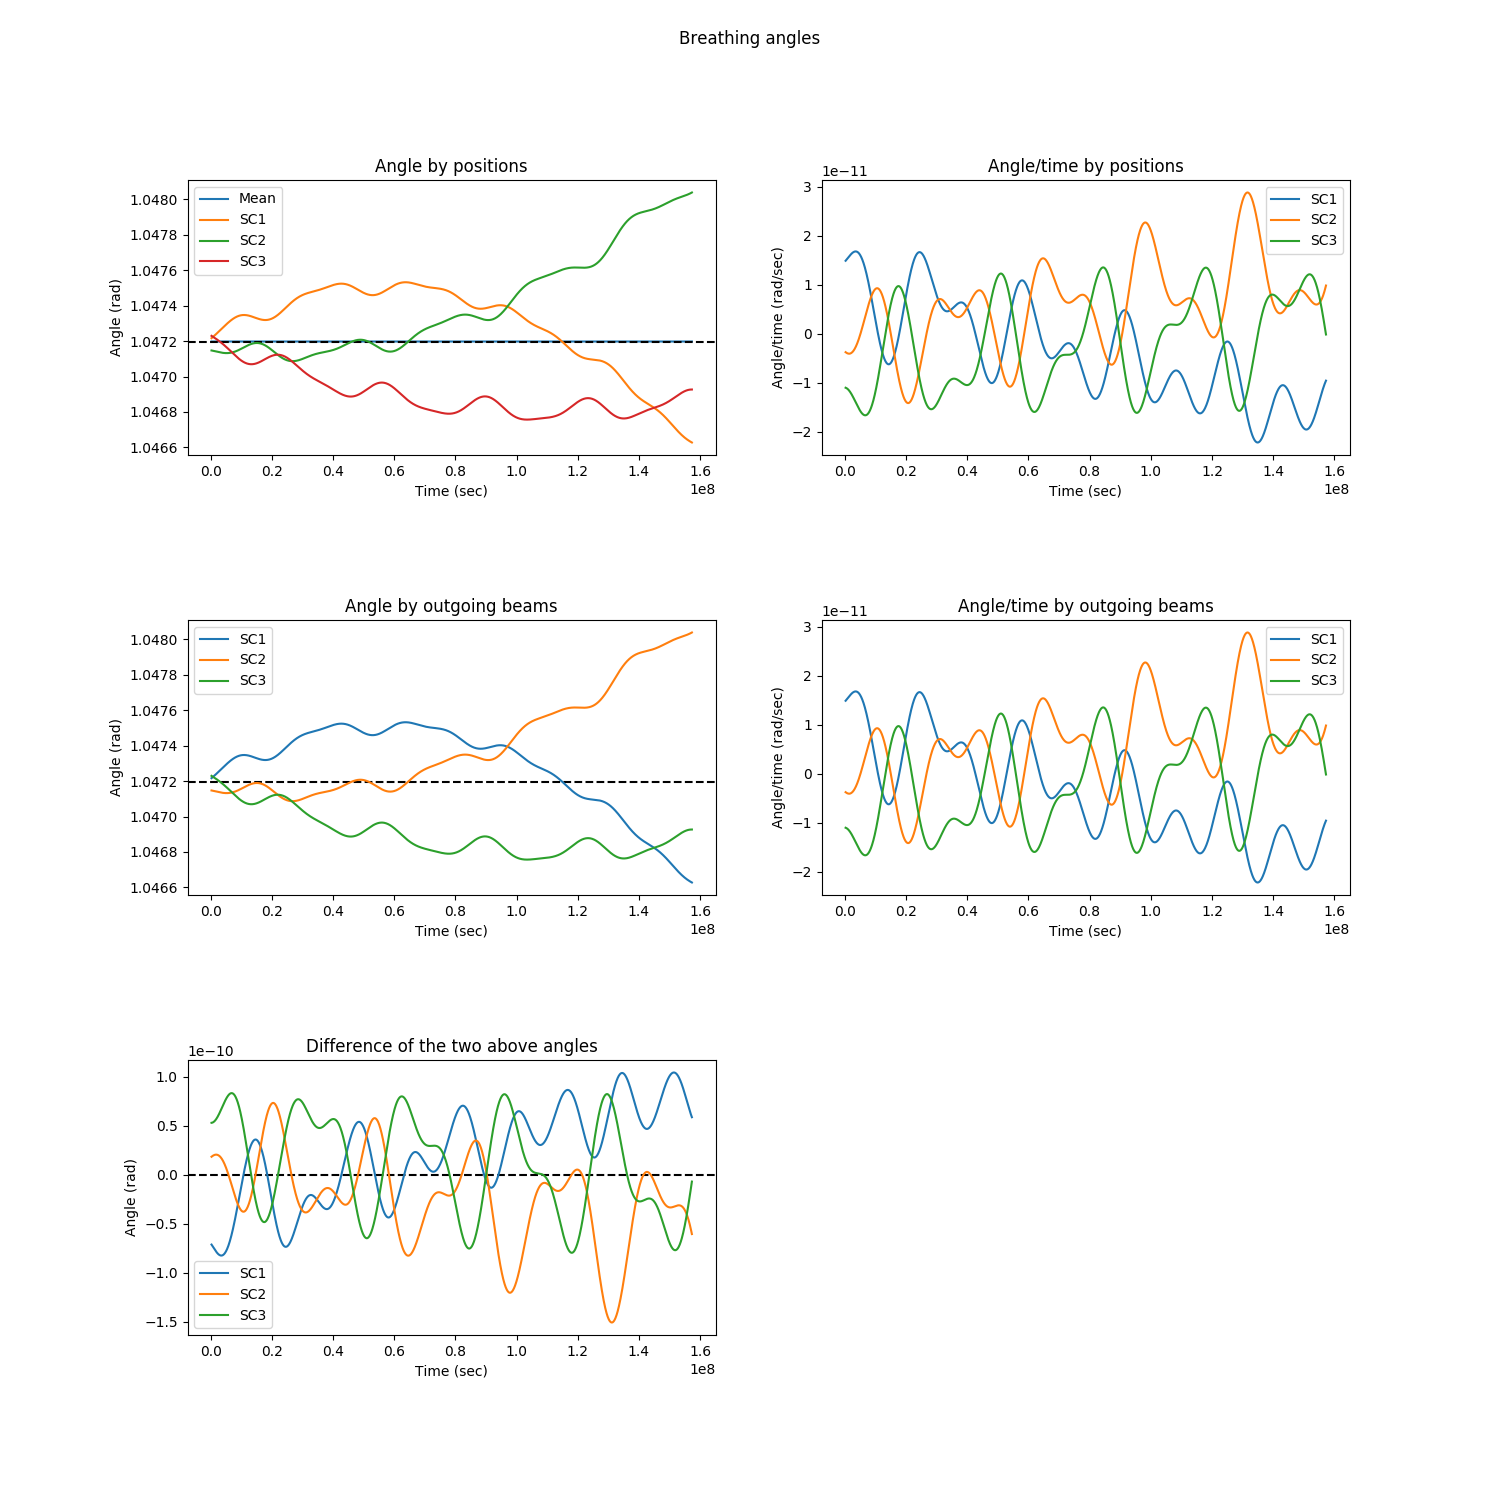 Breathing angles
Angle by positions
Angle (rad)
1.0480
1.0478
1.0476
1.0474
1.0472
1.0470
1.0468
1.0466
Mean
SC1
SC2
SC3
0.0 0.2 0.4 0.6 0.8 1.0 1.2 1.4 1.6
1e8
Time (sec)
Angle/time by positions
1e−11
Angle/time (rad/sec)
3
2
1
0
−1
−2
SC1
SC2
SC3
0.0 0.2 0.4 0.6 0.8 1.0 1.2 1.4 1.6
1e8
Time (sec)
Angle by outgoing beams
Angle (rad)
1.0480
1.0478
1.0476
1.0474
1.0472
1.0470
1.0468
1.0466
SC1
SC2
SC3
0.0 0.2 0.4 0.6 0.8 1.0 1.2 1.4 1.6
1e8
Time (sec)
Angle/time by outgoing beams
1e−11
Angle/time (rad/sec)
3
2
1
0
−1
−2
SC1
SC2
SC3
0.0 0.2 0.4 0.6 0.8 1.0 1.2 1.4 1.6
1e8
Time (sec)
Difference of the two above angles
1e−10
Angle (rad)
1.0
0.5
0.0
−0.5
−1.0
−1.5
SC1
SC2
SC3
0.0 0.2 0.4 0.6 0.8 1.0 1.2 1.4 1.6
1e8
Time (sec)